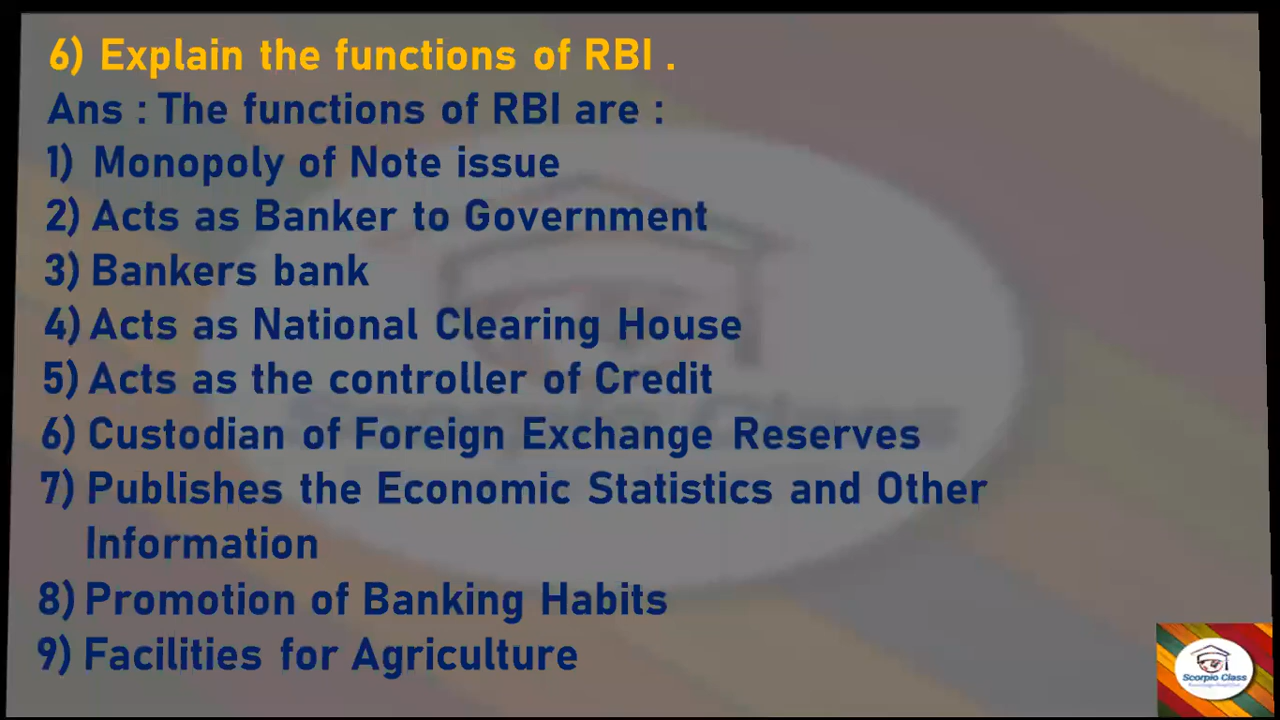 6) Explain the functions of RBI .
Ans : The functions of RBI are :
1) Monopoly of Note issue
2) Acts as Banker to Government
3) Bankers bank
4) Acts as National Clearing House
5) Acts as the controller of Credit
6) Custodian of Foreign Exchange Reserves
7) Publishes the Economic Statistics and Other
Information
8) Promotion of Banking Habits
9) Facilities for Agriculture
Scorpio Class